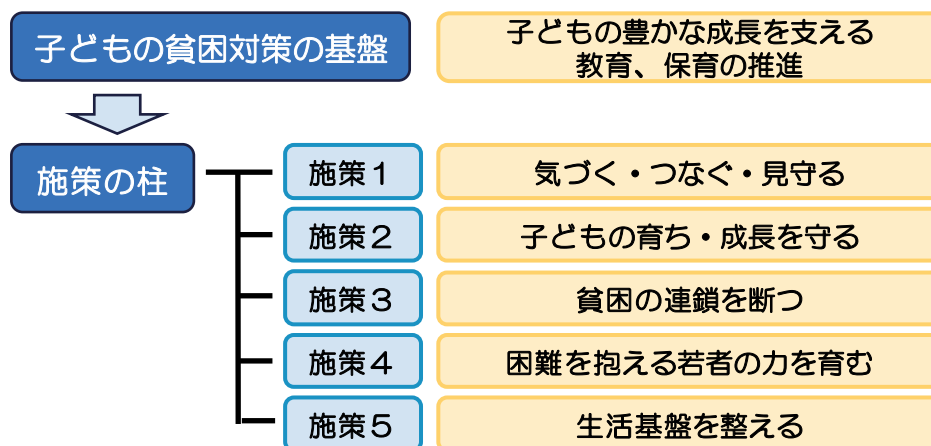 子どもの貧困対策の基盤
子どもの豊かな成長を支える
教育、保育の推進
施策の柱
施策1
気づく・つなぐ・見守る
施策2
子どもの育ち・成長を守る
施策3
貧困の連鎖を断つ
施策4
困難を抱える若者の力を育む
施策5
生活基盤を整える